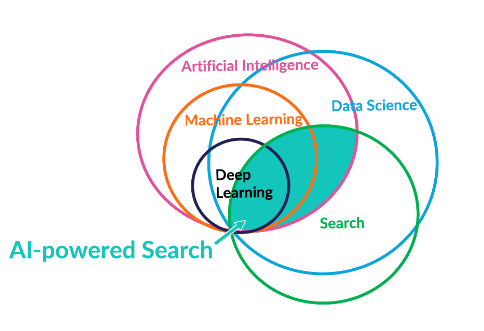 Artificial Intelligence
Data Science
Machine Learning
Deep
Learning
Search
AI-powered Search